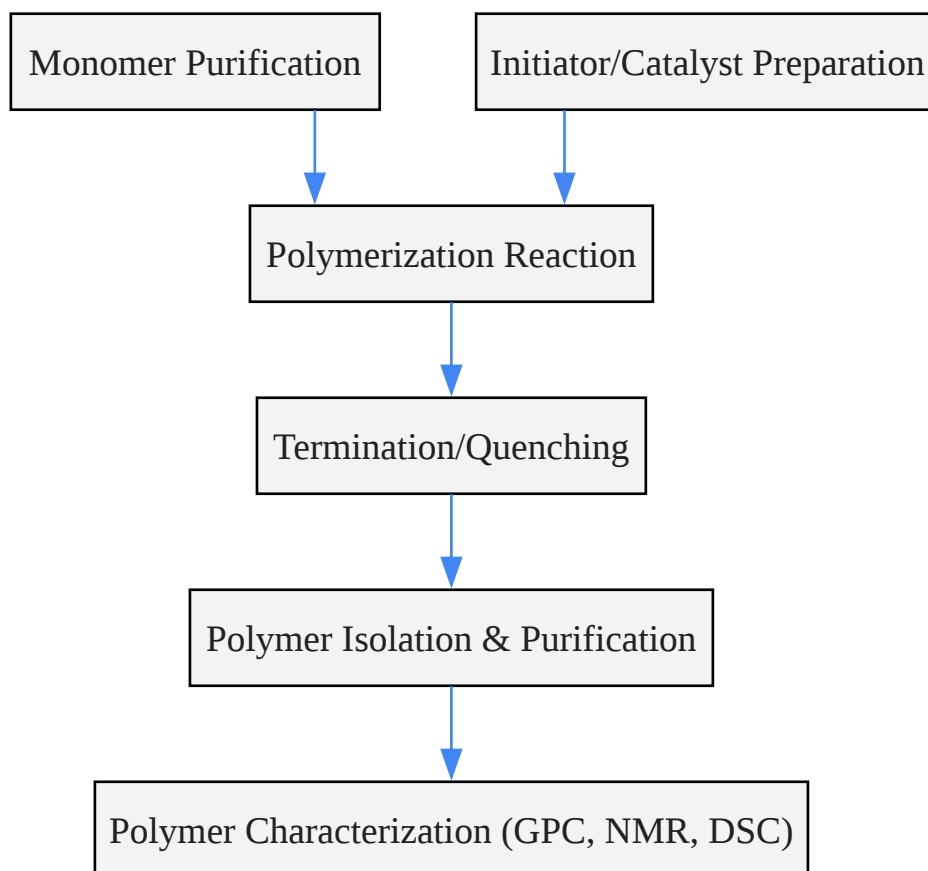 Monomer Purification
Initiator/Catalyst Preparation
Polymerization Reaction
Termination/Quenching
Polymer Isolation & Purification
Polymer Characterization (GPC, NMR, DSC)